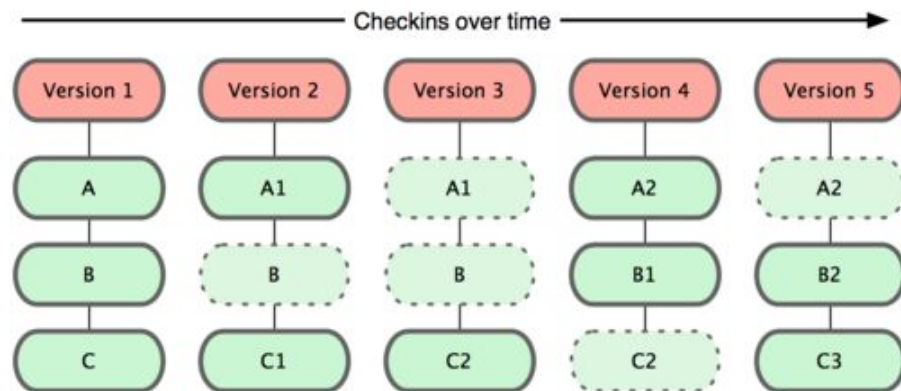 Checkins over time
Version 1 Version 2 Version 3 Version 4 Version 5
A A1 A1 A2 A2
B B B B1 B2
C C1 C2 C2 C3